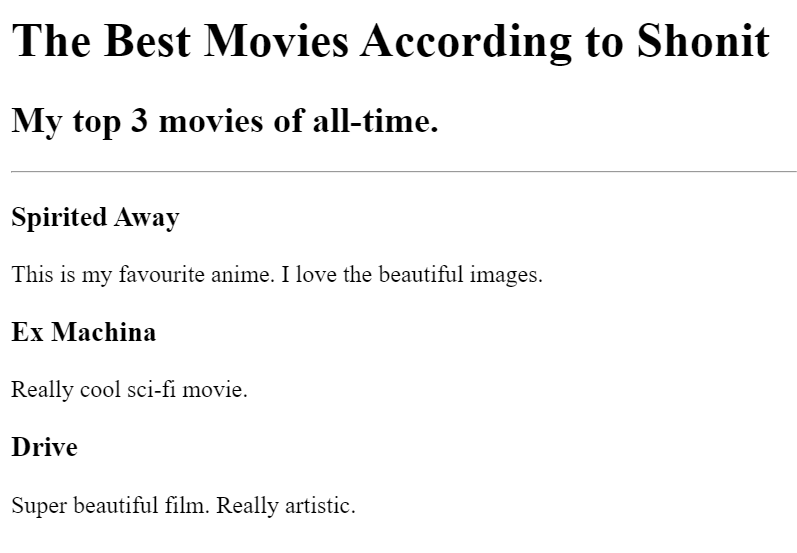 The Best Movies According to Shonit
My top 3 movies of all-time.
Spirited Away
This is my favourite anime. I love the beautiful images.
Ex Machina
Really cool sci-fi movie.
Drive
Super beautiful film. Really artistic.